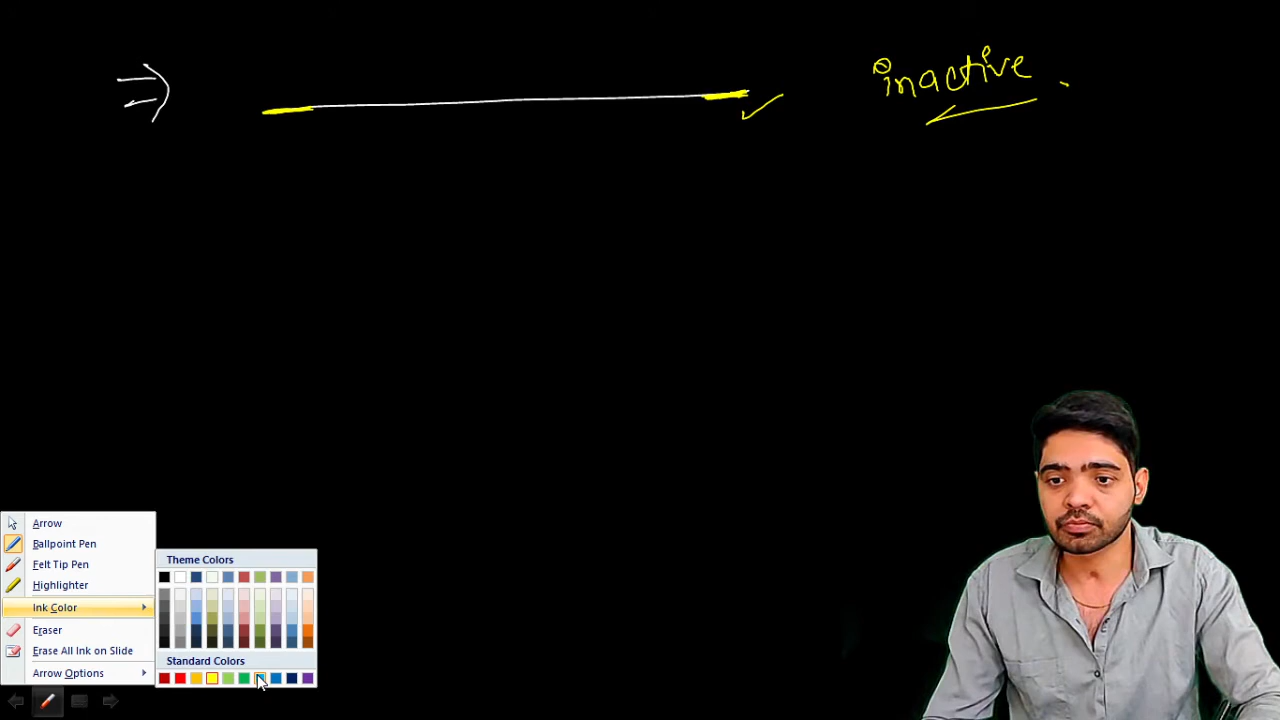 inactive
Arrow
Ballpoint Pen
Felt Tip Pen
Highlighter
Ink Color
Eraser
Erase All Ink on Slide
Arrow Options
Theme Colors
Standard Colors